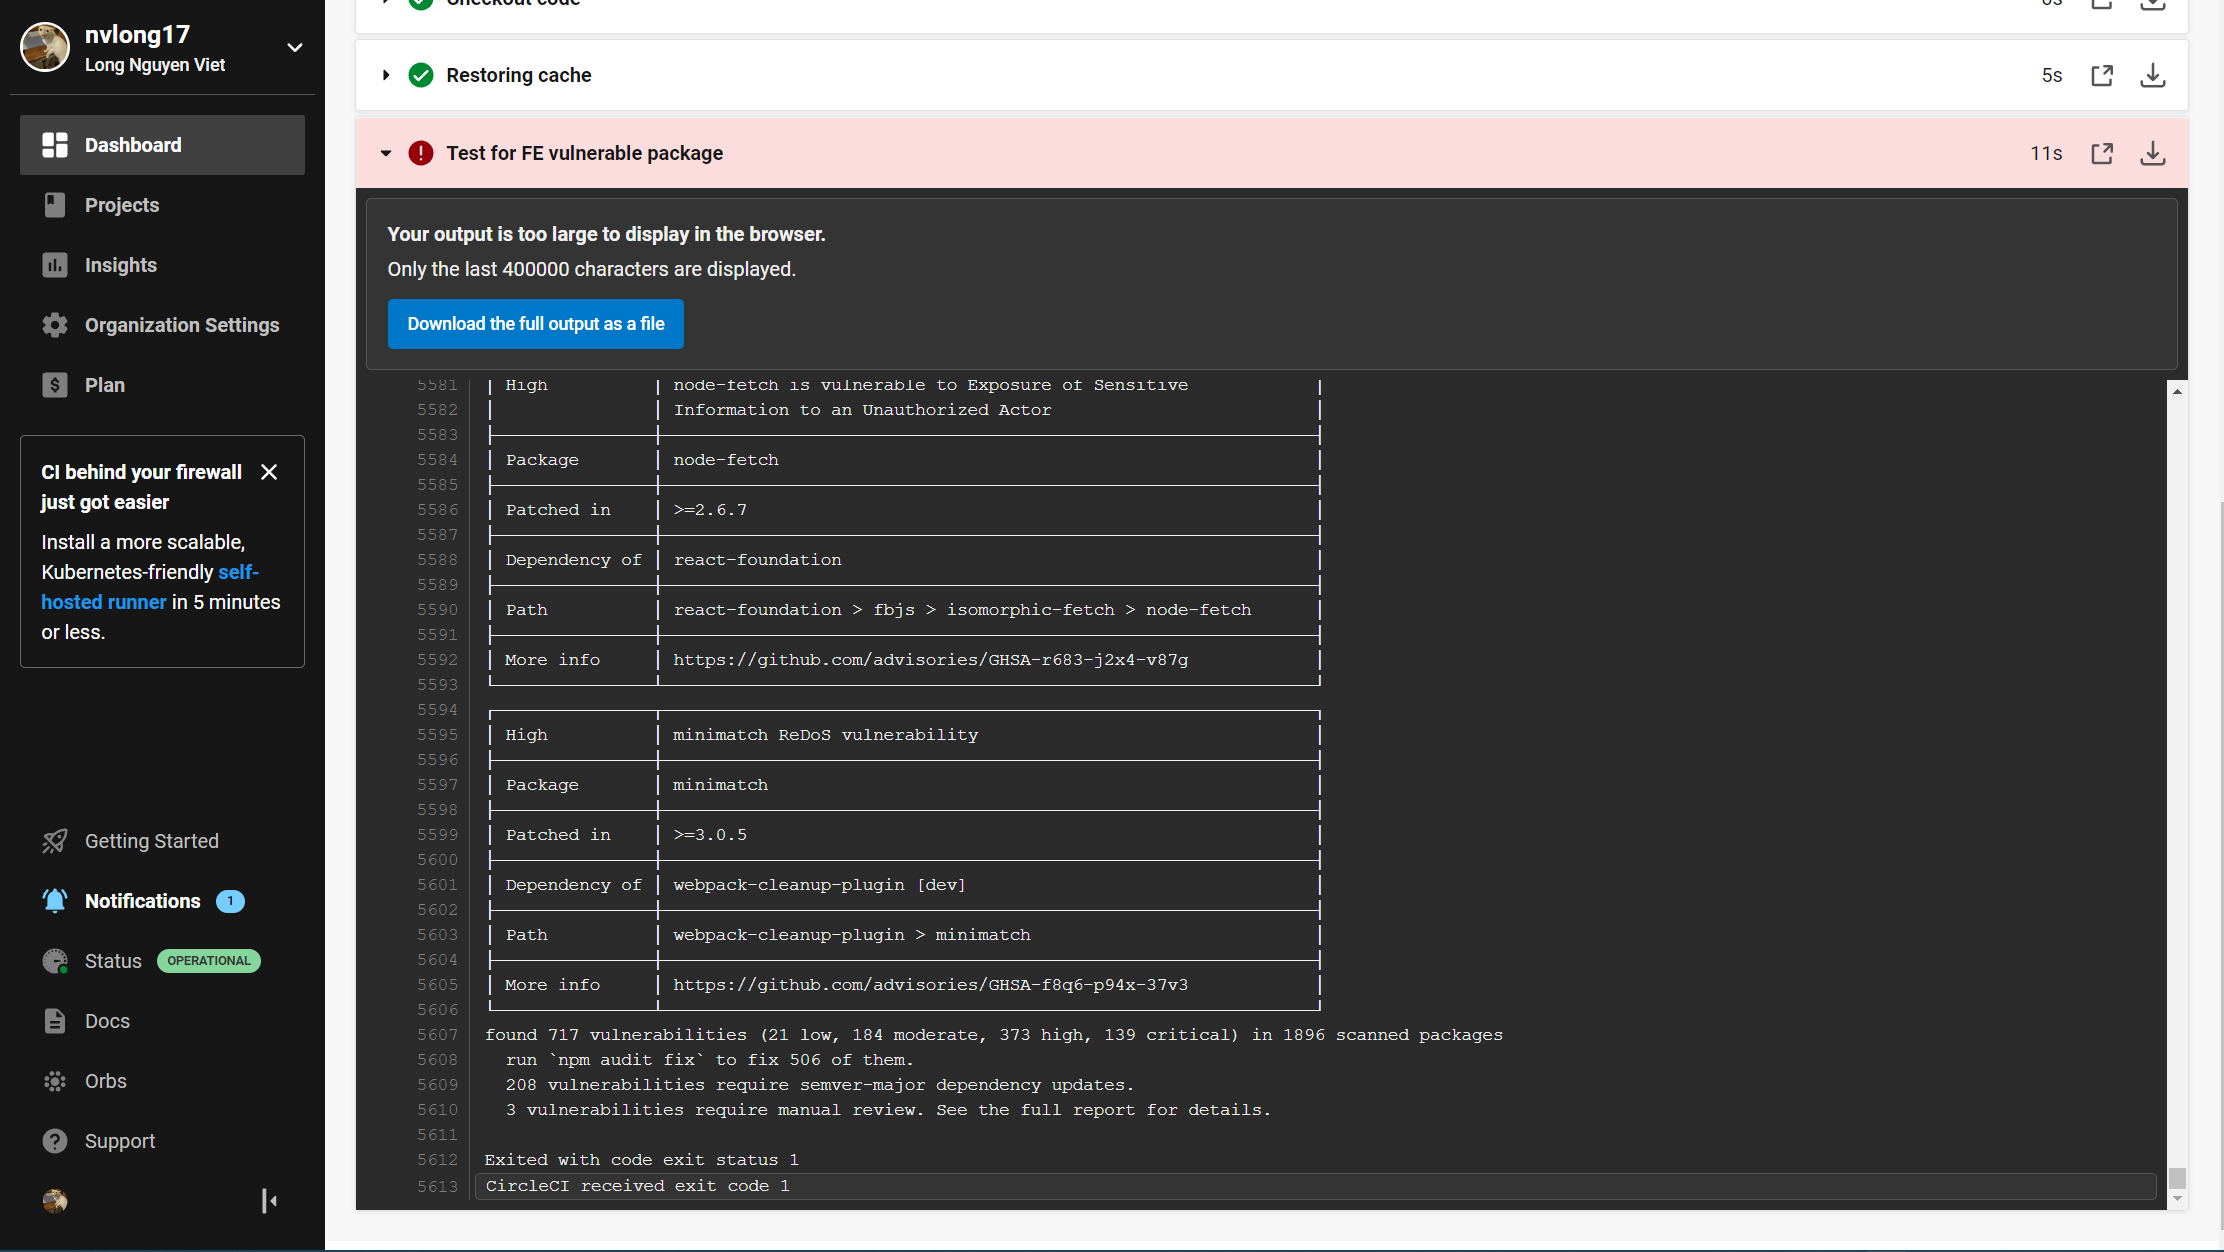 nvlong17
Long Nguyen Viet
Dashboard
Projects
Insights
Organization Settings
Plan
CI behind your firewall
just got easier
Install a more scalable,
Kubernetes-friendly self-
hosted runner in 5 minutes
or less.
Getting Started
Notifications 1
Status OPERATIONAL
Docs
Orbs
Support
Checkout code 0s
Restoring cache 5s
Test for FE vulnerable package 11s
Your output is too large to display in the browser.
Only the last 400000 characters are displayed.
Download the full output as a file
5581 High node-fetch is vulnerable to Exposure of Sensitive
5582 Information to an Unauthorized Actor
5583
5584 Package node-fetch
5585
5586 Patched in >=2.6.7
5587
5588 Dependency of react-foundation
5589
5590 Path react-foundation > fbjs > isomorphic-fetch > node-fetch
5591
5592 More info https://github.com/advisories/GHSA-r683-j2x4-v87g
5593
5594
5595 High minimatch ReDoS vulnerability
5596
5597 Package minimatch
5598
5599 Patched in >=3.0.5
5600
5601 Dependency of webpack-cleanup-plugin [dev]
5602
5603 Path webpack-cleanup-plugin > minimatch
5604
5605 More info https://github.com/advisories/GHSA-f8q6-p94x-37v3
5606
5607 found 717 vulnerabilities (21 low, 184 moderate, 373 high, 139 critical) in 1896 scanned packages
5608 run `npm audit fix` to fix 506 of them.
5609 208 vulnerabilities require semver-major dependency updates.
5610 3 vulnerabilities require manual review. See the full report for details.
5611
5612 Exited with code exit status 1
5613 CircleCI received exit code 1